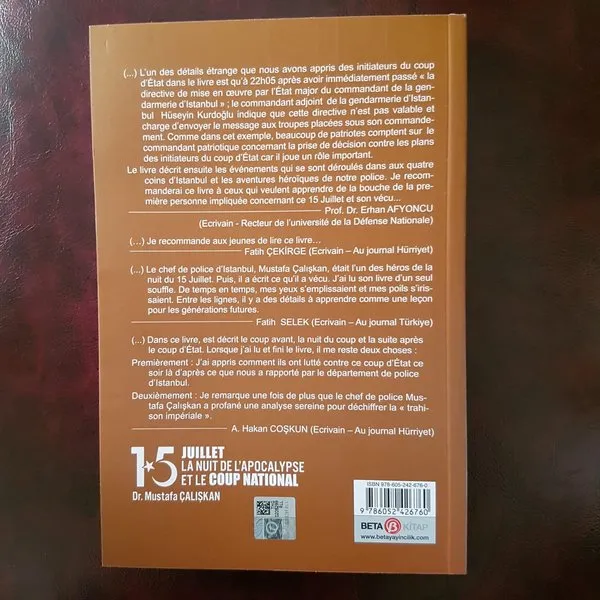 (...) L'un des détails étrange que nous avons appris des initiateurs du coup
d'État dans le livre est qu'à 22h05 après avoir immédiatement passé « la
directive de mise en œuvre par l'État major du commandant de la gen-
darmerie d'Istanbul » ; le commandant adjoint de la gendarmerie d'Istan-
bul Hüseyin Kurdoğlu indique que cette directive n'est pas valable et
charge d'envoyer le message aux troupes placées sous son commande-
ment. Comme dans cet exemple, beaucoup de patriotes comptent sur le
commandant patriotique concernant la prise de décision contre les plans
des initiateurs du coup d'État car il joue un rôle important.
Le livre décrit ensuite les événements qui se sont déroulés dans aux quatre
coins d'Istanbul et les aventures héroïques de notre police. Je recom-
manderai ce livre à ceux qui veulent apprendre de la bouche de la pre-
mière personne impliquée concernant ce 15 Juillet et son vécu...
Prof. Dr. Erhan AFYONCU
(Ecrivain - Recteur de l'université de la Défense Nationale)
(...) Je recommande aux jeunes de lire ce livre...
Fatih ÇEKİRGE (Ecrivain – Au journal Hürriyet)
(...) Le chef de police d'Istanbul, Mustafa Çalışkan, était l'un des héros de la
nuit du 15 Juillet. Puis, il a écrit ce qu'il a vécu. J'ai lu son livre d'un seul
souffle. De temps en temps, mes yeux s'emplissaient et mes poils s'iris-
saient. Entre les lignes, il y a des détails à apprendre comme une leçon
pour les générations futures.
Fatih SELEK (Ecrivain – Au journal Türkiye)
(...) Dans ce livre, est décrit le coup avant, la nuit du coup et la suite après
le coup d'État. Lorsque j'ai lu et fini le livre, il me reste deux choses :
Premièrement : J'ai appris comment ils ont lutté contre ce coup d'État ce
soir là d'après ce que nous a rapporté par le département de police
d'Istanbul.
Deuxièmement : Je remarque une fois de plus que le chef de police Mus-
tafa Çalışkan a profané une analyse sereine pour déchiffrer la « trahi-
son impériale ».
A. Hakan COŞKUN (Ecrivain – Au journal Hürriyet)
15 JUILLET
LA NUIT DE L'APOCALYPSE
ET LE COUP NATIONAL
Dr. Mustafa ÇALIŞKAN
ISBN 978-605-242-676-0
9 786052 426760
BETA KİTAP
www.betayayincilik.com